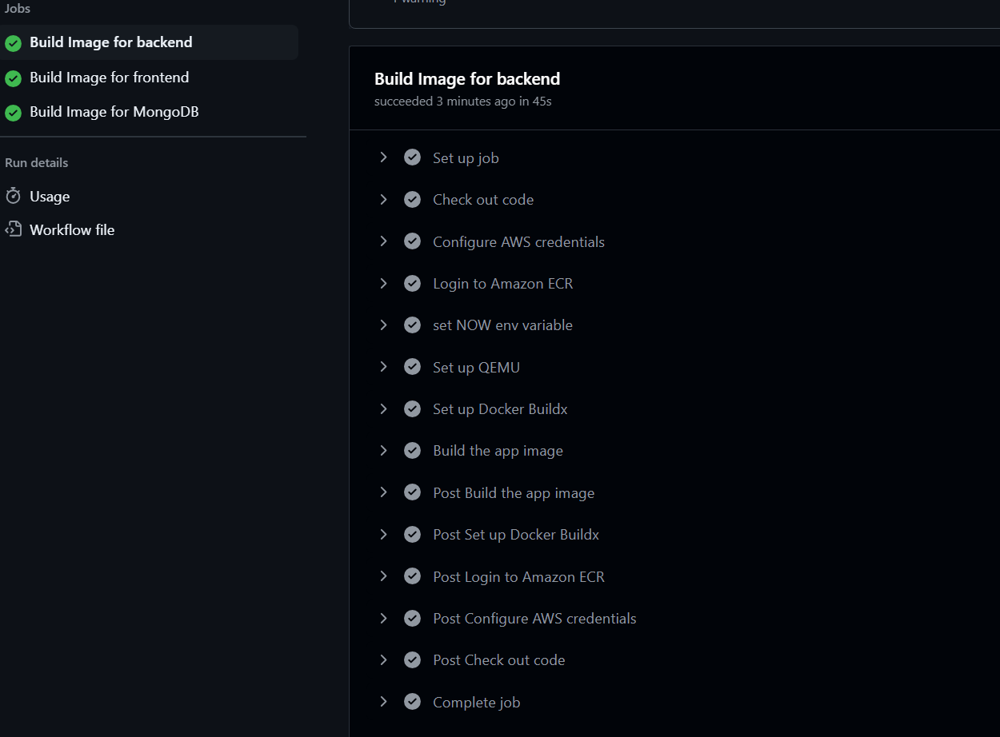 Jobs
Build Image for backend
Build Image for frontend
Build Image for MongoDB
Run details
Usage
Workflow file
1 warning
Build Image for backend
succeeded 3 minutes ago in 45s
Set up job
Check out code
Configure AWS credentials
Login to Amazon ECR
set NOW env variable
Set up QEMU
Set up Docker Buildx
Build the app image
Post Build the app image
Post Set up Docker Buildx
Post Login to Amazon ECR
Post Configure AWS credentials
Post Check out code
Complete job